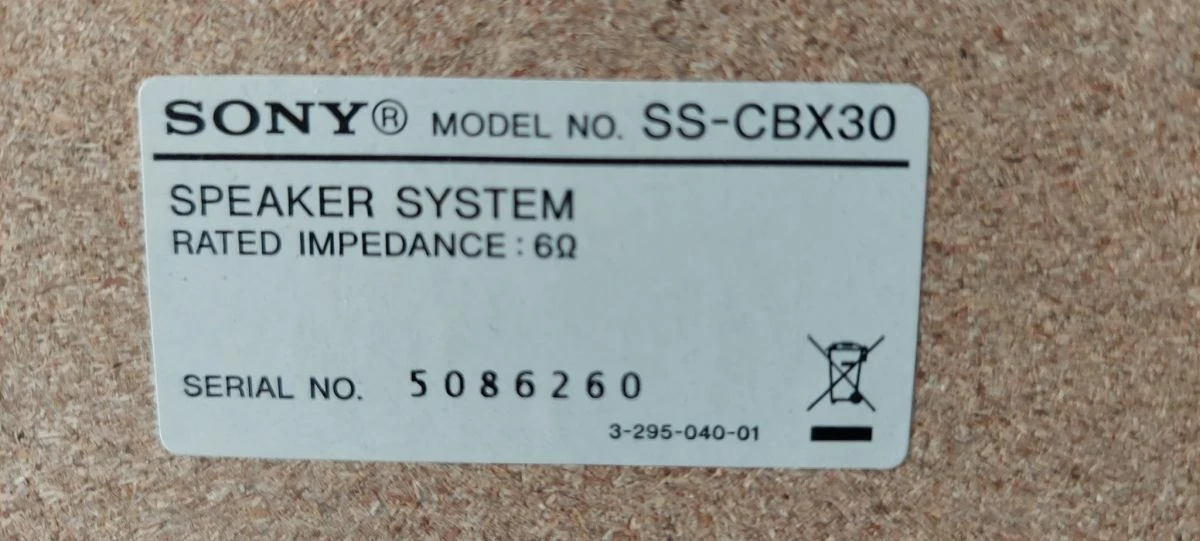 SONY® MODEL NO. SS-CBX30
SPEAKER SYSTEM
RATED IMPEDANCE : 6Ω
SERIAL NO. 5086260
3-295-040-01